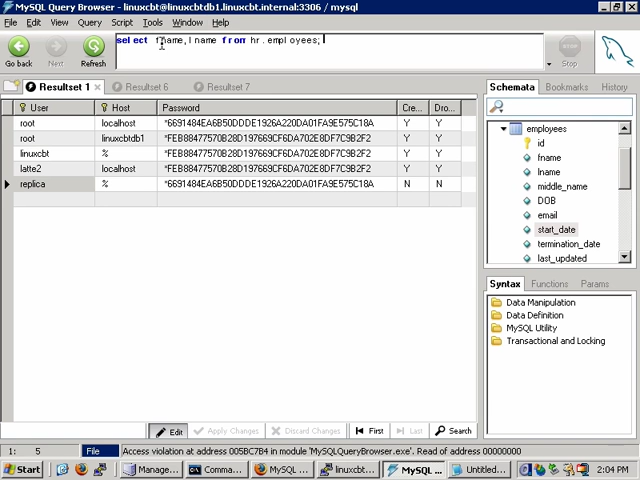 MySQL Query Browser - linuxcbt@linuxcbtdb1.linuxcbt.internal:3306 / mysql
File Edit View Query Script Tools Window Help
select fname,lname from hr.employees;
Go back Next Refresh Stop
Resultset 1 Resultset 6 Resultset 7
User Host Password Cre... Dro...
root localhost *6691484EA6B50DDDE1926A220DA01FA9E575C18A Y Y
root linuxcbtdb1 *FEB88477570B28D197669CF6DA702E8DF7C9B2F2 Y Y
linuxcbt % *FEB88477570B28D197669CF6DA702E8DF7C9B2F2 Y Y
latte2 localhost *FEB88477570B28D197669CF6DA702E8DF7C9B2F2 Y Y
replica % *6691484EA6B50DDDE1926A220DA01FA9E575C18A N N
Schemata Bookmarks History
employees
id
fname
lname
middle_name
DOB
email
start_date
termination_date
last_updated
Syntax Functions Params
Data Manipulation
Data Definition
MySQL Utility
Transactional and Locking
Edit Apply Changes Discard Changes First Last Search
1: 5 File Access violation at address 005BC7B4 in module 'MySQLQueryBrowser.exe'. Read of address 00000000
Start Manage... Comma... MySQL ... linuxcbt... MySQL ... Untitled... 2:04 PM